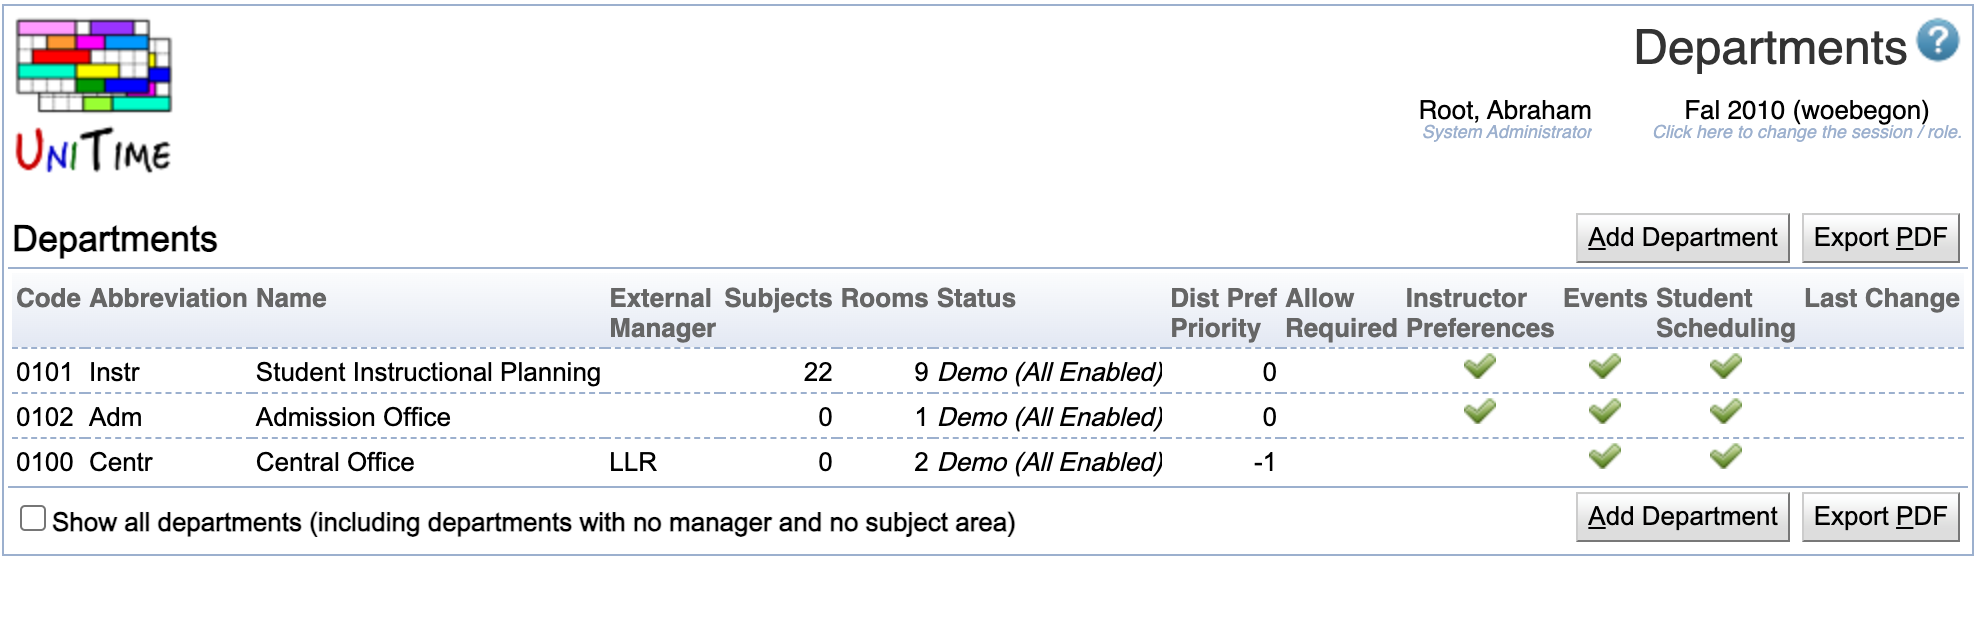 Departments ?
Root, Abraham Fal 2010 (woebegon)
System Administrator Click here to change the session / role.
UNITIME
Departments Add Department Export PDF
Code Abbreviation Name External Manager Subjects Rooms Status Dist Pref Priority Allow Required Instructor Preferences Events Student Scheduling Last Change
0101 Instr Student Instructional Planning 22 9 Demo (All Enabled) 0
0102 Adm Admission Office 0 1 Demo (All Enabled) 0
0100 Centr Central Office LLR 0 2 Demo (All Enabled) -1
Show all departments (including departments with no manager and no subject area) Add Department Export PDF